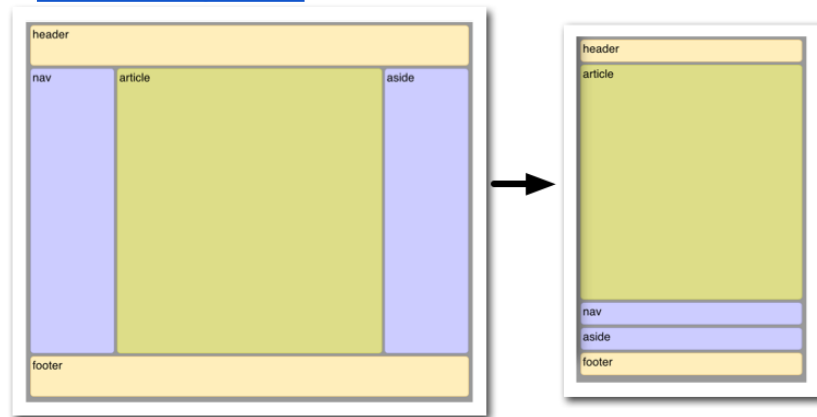 header
nav
article
aside
footer
header
article
nav
aside
footer